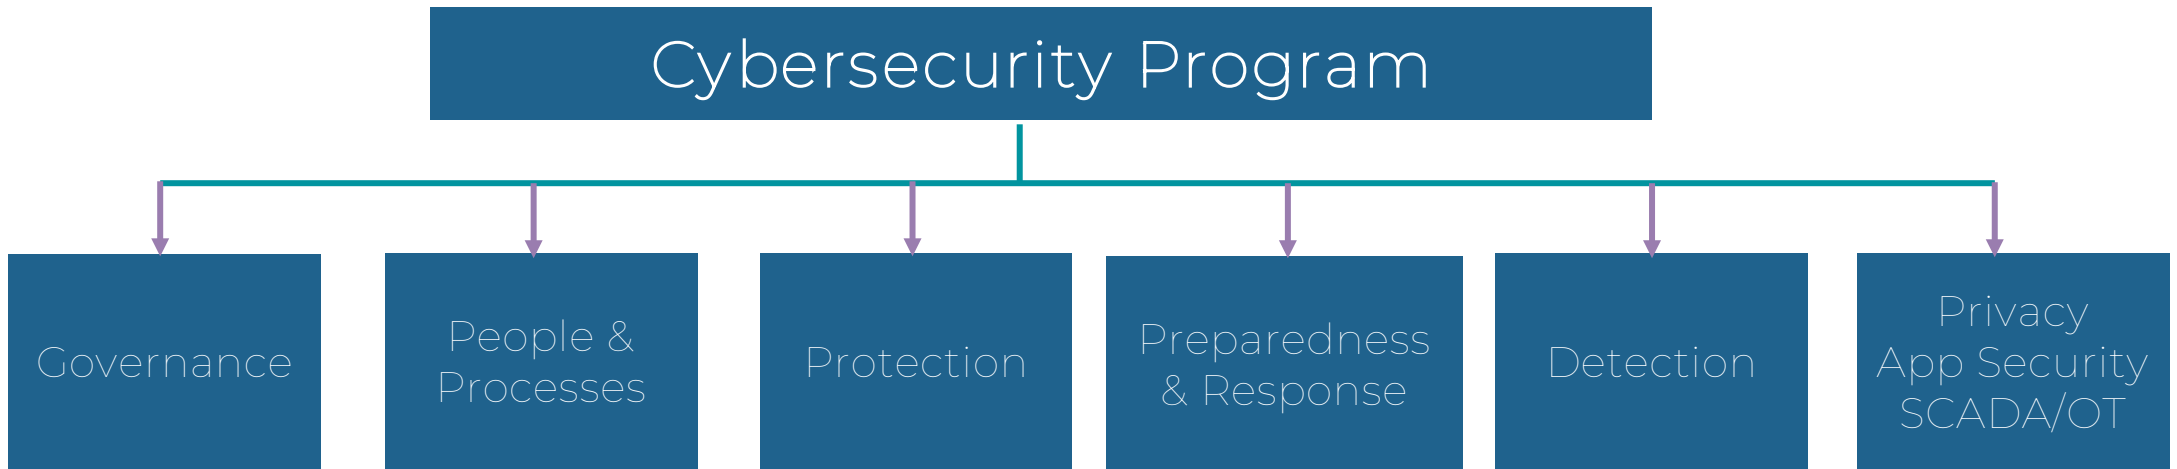 Cybersecurity Program
Governance
People &
Processes
Protection
Preparedness
& Response
Detection
Privacy
App Security
SCADA/OT